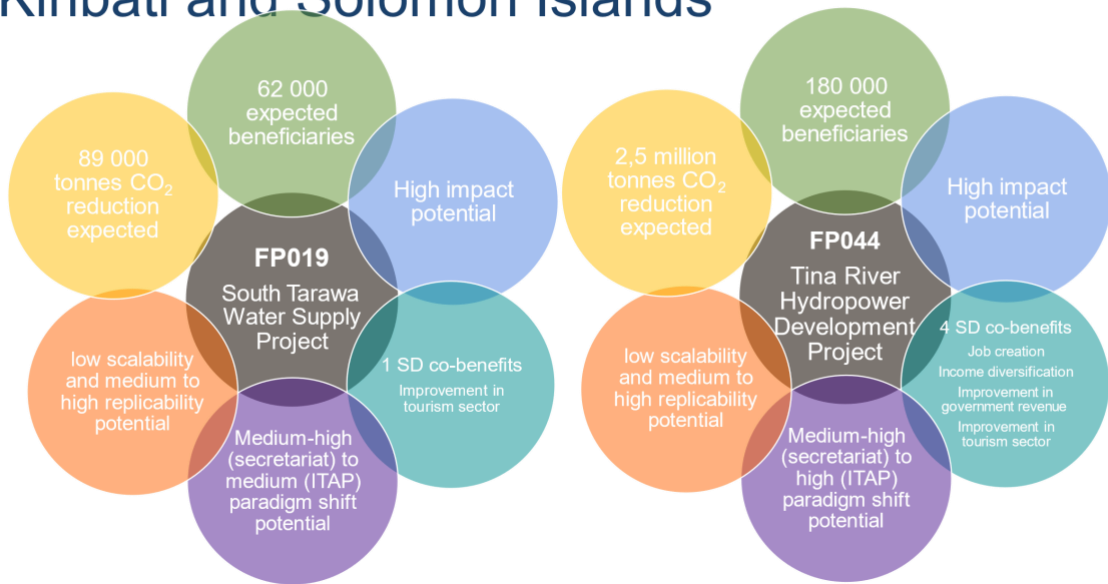 Kiribati and Solomon Islands
62 000
expected
beneficiaries
89 000
tonnes CO₂
reduction
expected
High impact
potential
FP019
South Tarawa
Water Supply
Project
low scalability
and medium to
high replicability
potential
1 SD co-benefits
Improvement in
tourism sector
Medium-high
(secretariat) to
medium (ITAP)
paradigm shift
potential
180 000
expected
beneficiaries
2,5 million
tonnes CO₂
reduction
expected
High impact
potential
FP044
Tina River
Hydropower
Development
Project
low scalability
and medium to
high replicability
potential
4 SD co-benefits
Job creation
Income diversification
Improvement in
government revenue
Improvement in
tourism sector
Medium-high
(secretariat) to
high (ITAP)
paradigm shift
potential